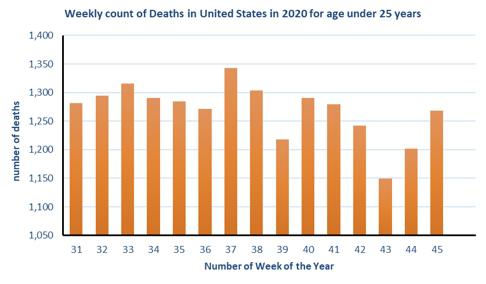 Weekly count of Deaths in United States in 2020 for age under 25 years
1,400
1,350
1,300
1,250
1,200
1,150
1,100
1,050
number of deaths
31 32 33 34 35 36 37 38 39 40 41 42 43 44 45
Number of Week of the Year